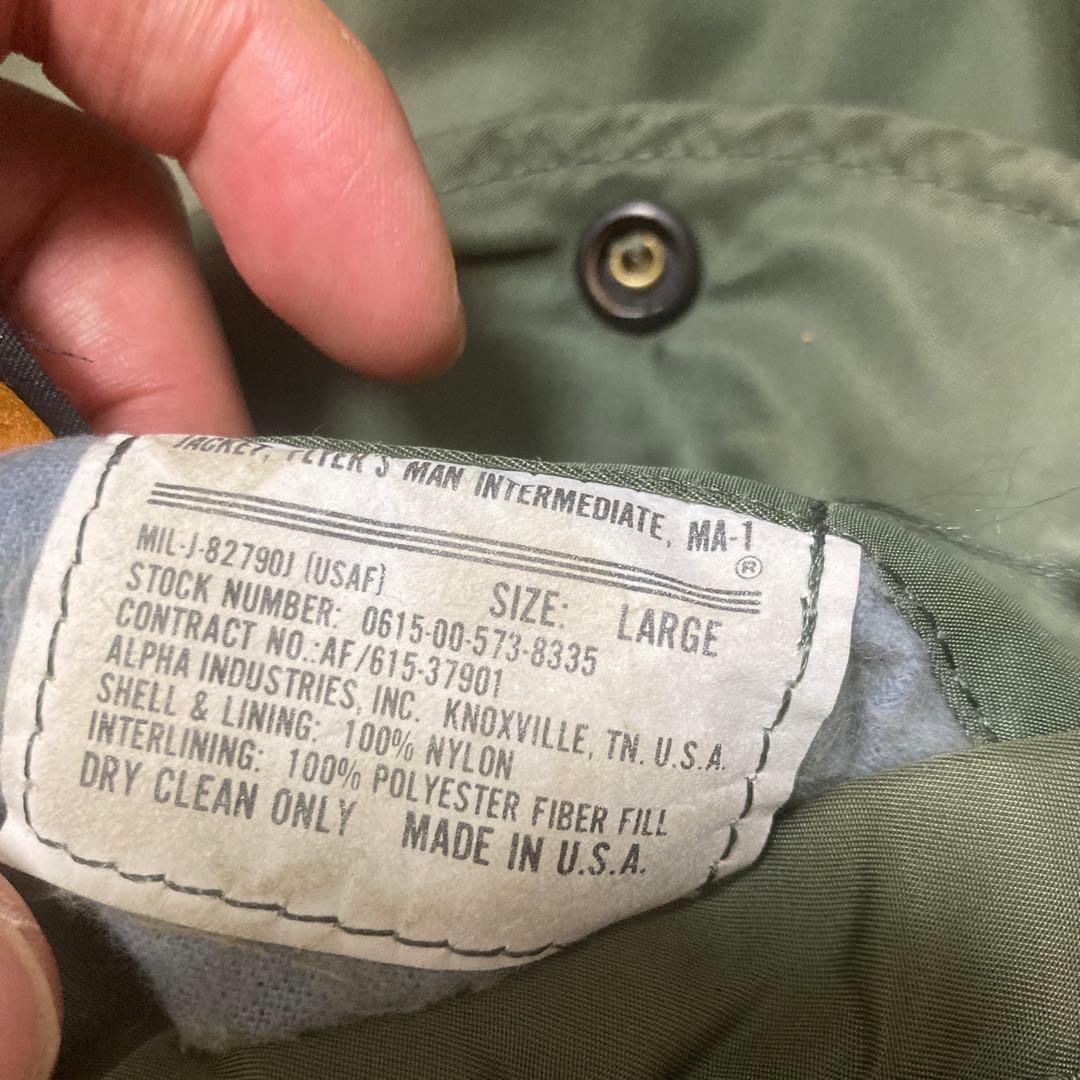 JACKET, FLYER'S MAN INTERMEDIATE, MA-1 ®
MIL-J-82790J (USAF) SIZE: LARGE
STOCK NUMBER: 0615-00-573-8335
CONTRACT NO.:AF/615-37901
ALPHA INDUSTRIES, INC. KNOXVILLE, TN. U.S.A.
SHELL & LINING: 100% NYLON
INTERLINING: 100% POLYESTER FIBER FILL
DRY CLEAN ONLY MADE IN U.S.A.